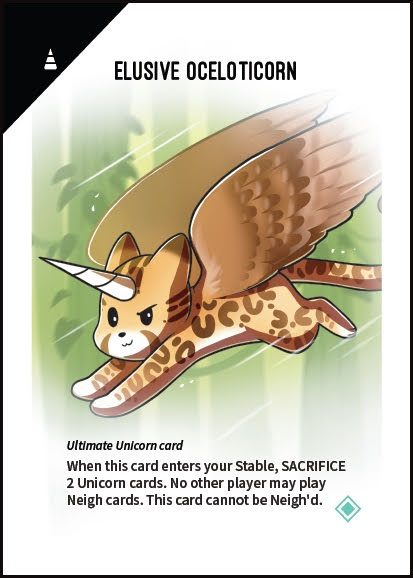 ELUSIVE OCELOTICORN
Ultimate Unicorn card
When this card enters your Stable, SACRIFICE
2 Unicorn cards. No other player may play
Neigh cards. This card cannot be Neigh'd.